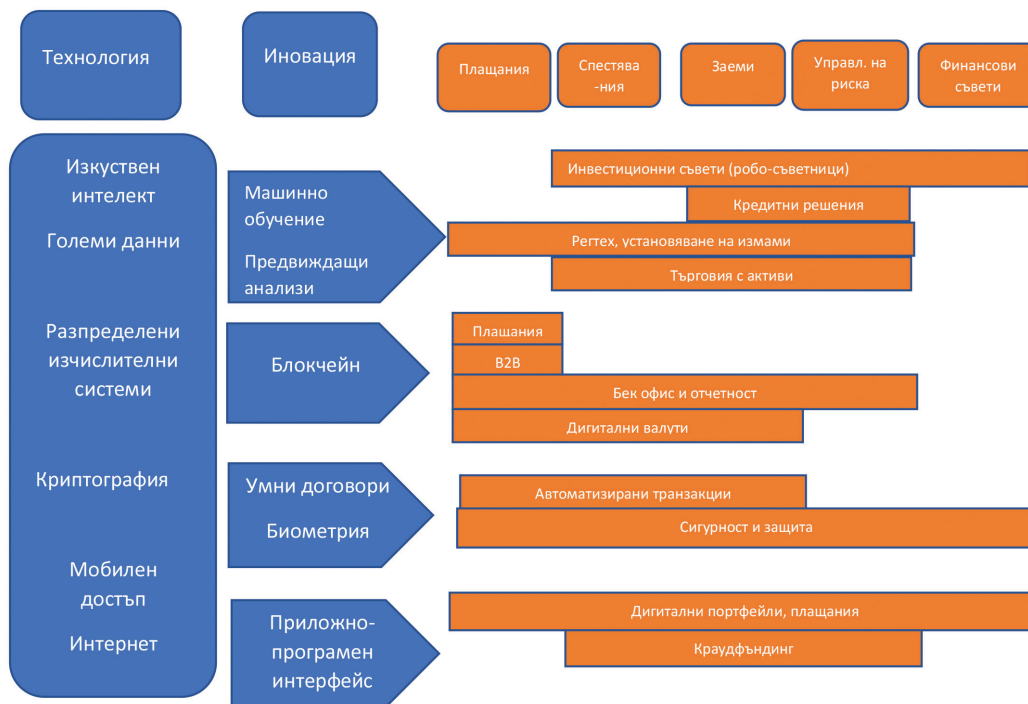 Технология
Иновация
Плащания
Спестява
-ния
Заеми
Управл. на
риска
Финансови
съвети
Изкуствен
интелект
Големи данни
Разпределени
изчислителни
системи
Криптография
Мобилен
достъп
Интернет
Машинно
обучение
Предвиждащи
анализи
Инвестиционни съвети (робо-съветници)
Кредитни решения
Регтех, установяване на измами
Търговия с активи
Блокчейн
Плашания
B2B
Бек офис и отчетност
Дигитални валути
Умни договори
Биометрия
Автоматизирани транзакции
Сигурност и защита
Приложно-
програмен
интерфейс
Дигитални портфейли, плащания
Краудфъндинг